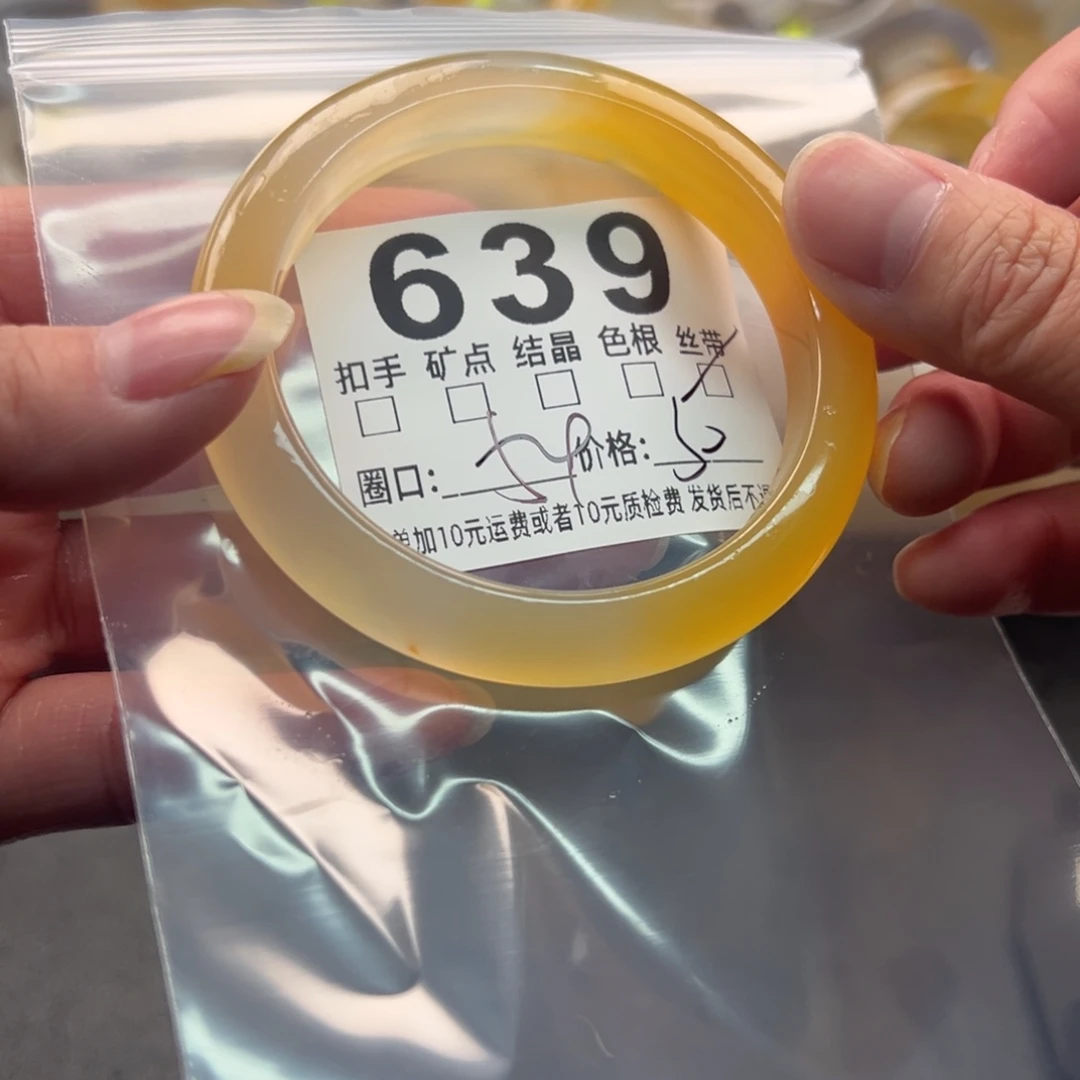 639
扣手 矿点 结晶 色根 丝带
圈口: 价格: 50
单加10元运费或者10元质检费 发货后不